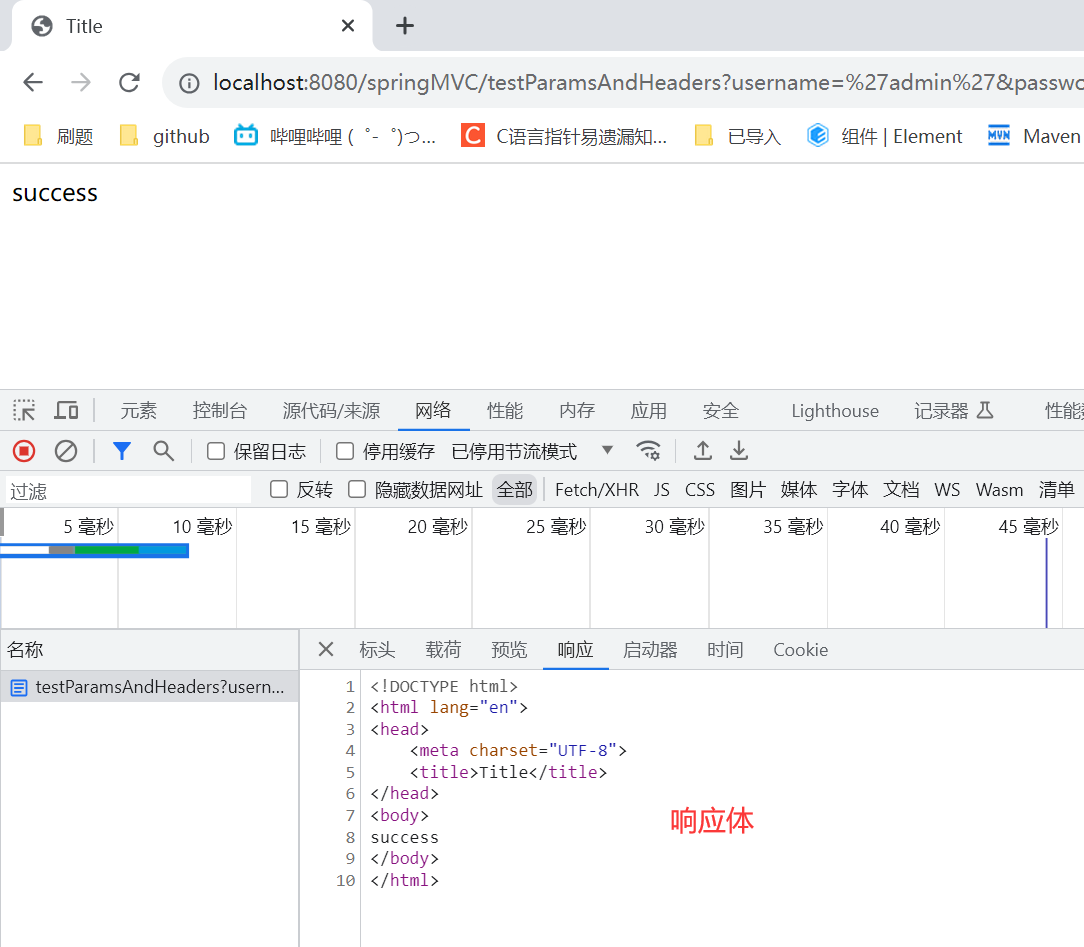 Title
localhost:8080/springMVC/testParamsAndHeaders?username=%27admin%27&passwo
刷题 github 哔哩哔哩 (゜-゜)つ... C C语言指针易遗漏知... 已导入 组件 | Element MVN Maven
success
元素 控制台 源代码/来源 网络 性能 内存 应用 安全 Lighthouse 记录器 性能数
保留日志 停用缓存 已停用节流模式
过滤 反转 隐藏数据网址 全部 Fetch/XHR JS CSS 图片 媒体 字体 文档 WS Wasm 清单
5 毫秒 10 毫秒 15 毫秒 20 毫秒 25 毫秒 30 毫秒 35 毫秒 40 毫秒 45 毫秒
名称 标头 载荷 预览 响应 启动器 时间 Cookie
testParamsAndHeaders?usern...
1 <!DOCTYPE html>
2 <html lang="en">
3 <head>
4 <meta charset="UTF-8">
5 <title>Title</title>
6 </head>
7 <body>
响应体
8 success
9 </body>
10 </html>